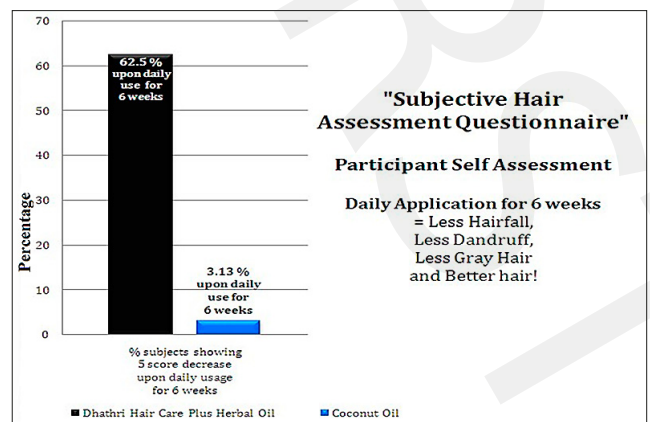 70
60
50
40
30
20
10
0
Percentage
62.5 %
upon daily
use for
6 weeks
3.13 %
upon daily
use for
6 weeks
% subjects showing
5 score decrease
upon daily usage
for 6 weeks
Dhathri Hair Care Plus Herbal Oil
Coconut Oil
"Subjective Hair
Assessment Questionnaire"
Participant Self Assessment
Daily Application for 6 weeks
= Less Hairfall,
Less Dandruff,
Less Gray Hair
and Better hair!